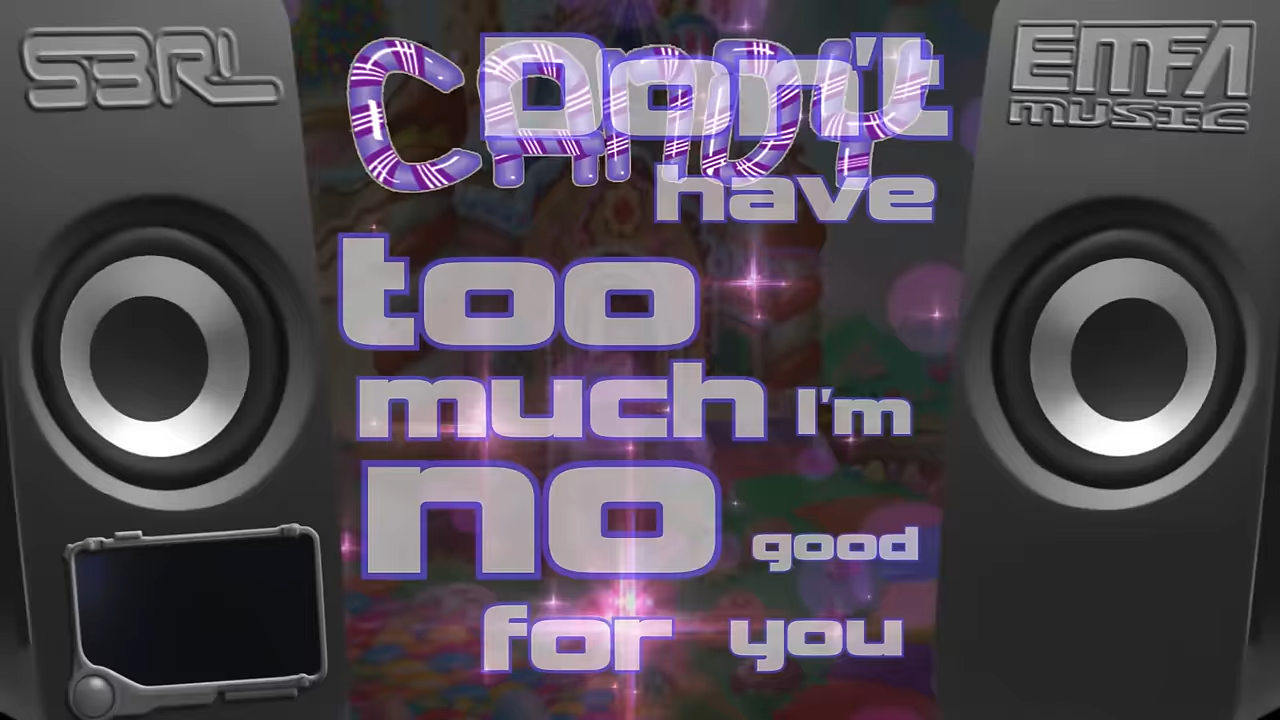 S3RL
EMFA
MUSIC
CANDY
Don't
have
too
much I'm
no good
for you